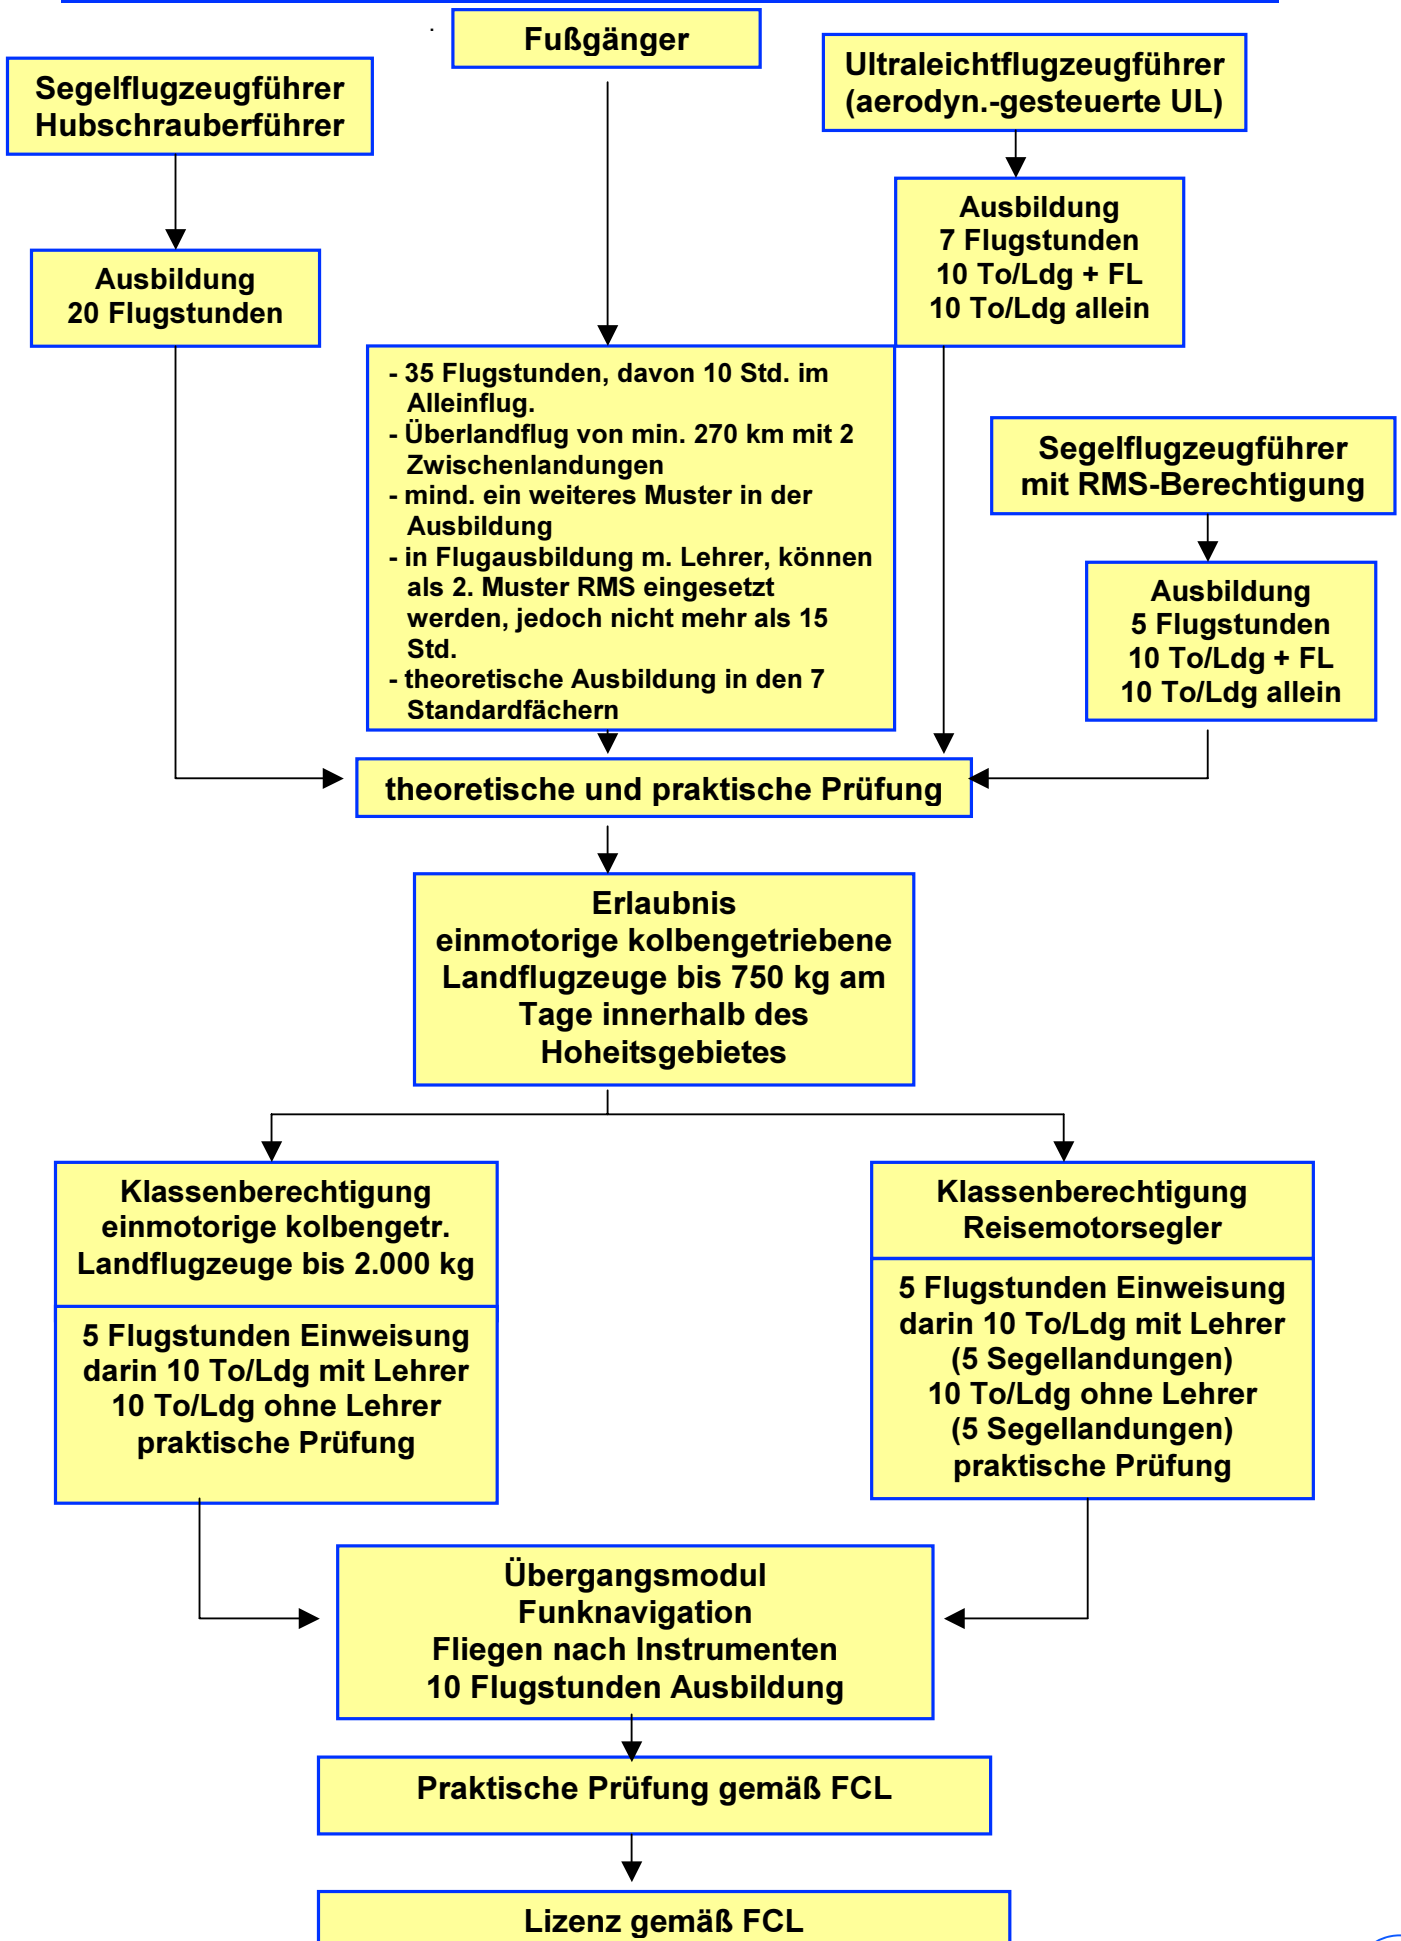 Fußgänger
Segelflugzeugführer
Hubschrauberführer
Ultraleichtflugzeugführer
(aerodyn.-gesteuerte UL)
Ausbildung
20 Flugstunden
Ausbildung
7 Flugstunden
10 To/Ldg + FL
10 To/Ldg allein
- 35 Flugstunden, davon 10 Std. im
Alleinflug.
- Überlandflug von min. 270 km mit 2
Zwischenlandungen
- mind. ein weiteres Muster in der
Ausbildung
- in Flugausbildung m. Lehrer, können
als 2. Muster RMS eingesetzt
werden, jedoch nicht mehr als 15
Std.
- theoretische Ausbildung in den 7
Standardfächern
Segelflugzeugführer
mit RMS-Berechtigung
Ausbildung
5 Flugstunden
10 To/Ldg + FL
10 To/Ldg allein
theoretische und praktische Prüfung
Erlaubnis
einmotorige kolbengetriebene
Landflugzeuge bis 750 kg am
Tage innerhalb des
Hoheitsgebietes
Klassenberechtigung
einmotorige kolbengetr.
Landflugzeuge bis 2.000 kg
5 Flugstunden Einweisung
darin 10 To/Ldg mit Lehrer
10 To/Ldg ohne Lehrer
praktische Prüfung
Klassenberechtigung
Reisemotorsegler
5 Flugstunden Einweisung
darin 10 To/Ldg mit Lehrer
(5 Segellandungen)
10 To/Ldg ohne Lehrer
(5 Segellandungen)
praktische Prüfung
Übergangsmodul
Funknavigation
Fliegen nach Instrumenten
10 Flugstunden Ausbildung
Praktische Prüfung gemäß FCL
Lizenz gemäß FCL